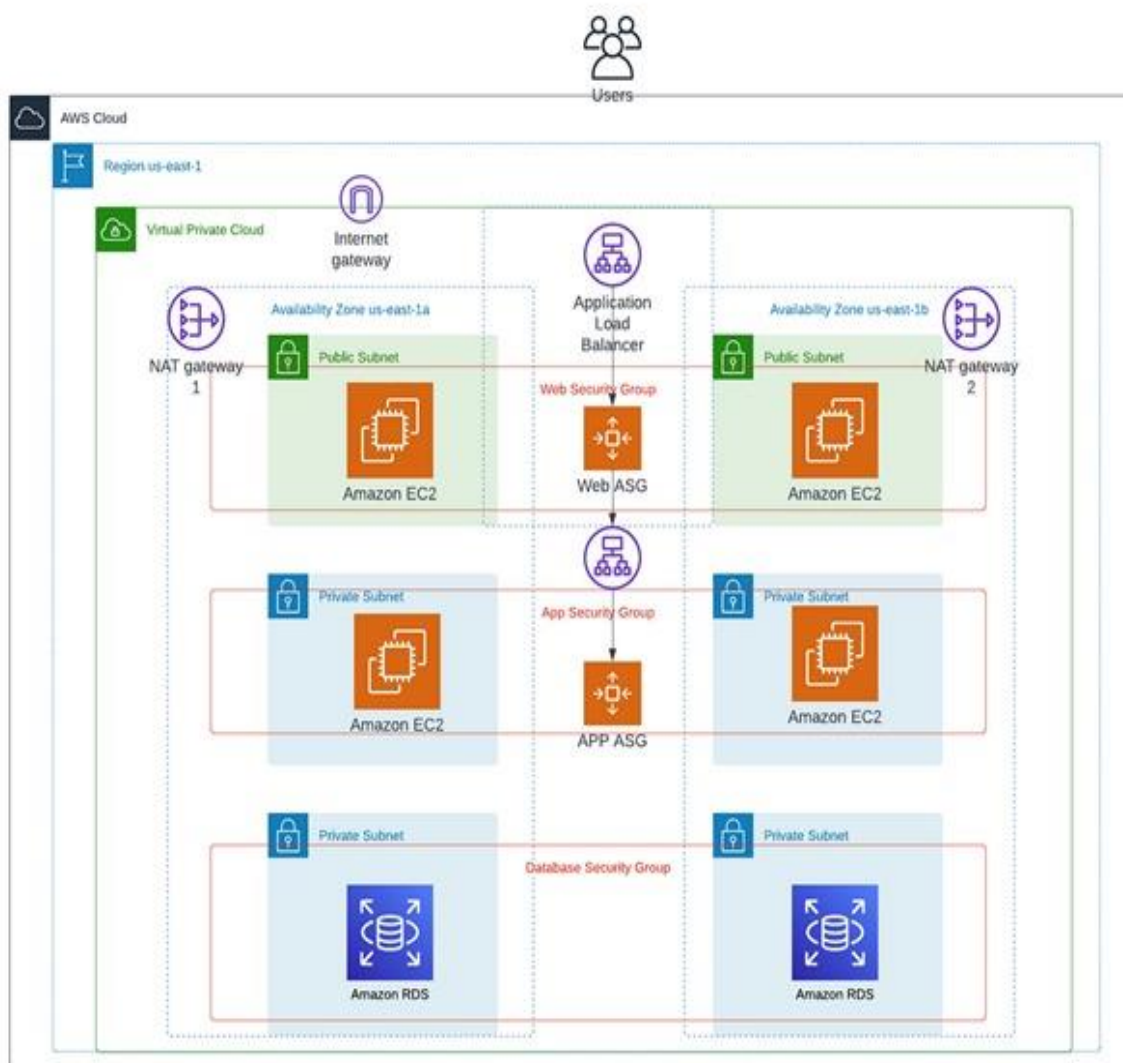 Users
AWS Cloud
Region us-east-1
Virtual Private Cloud
Internet
gateway
Application
Load
Balancer
Availability Zone us-east-1a
Availability Zone us-east-1b
NAT gateway
1
Public Subnet
Public Subnet
NAT gateway
2
Web Security Group
Amazon EC2
Web ASG
Amazon EC2
Private Subnet
Private Subnet
App Security Group
Amazon EC2
APP ASG
Amazon EC2
Private Subnet
Private Subnet
Database Security Group
Amazon RDS
Amazon RDS